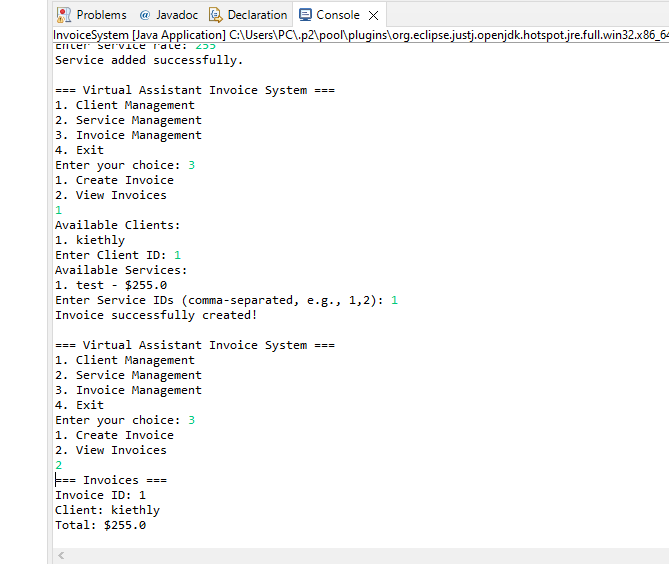 Problems @ Javadoc Declaration Console
InvoiceSystem [Java Application] C:\Users\PC\.p2\pool\plugins\org.eclipse.justj.openjdk.hotspot.jre.full.win32.x86_64
Enter service rate: 255
Service added successfully.
=== Virtual Assistant Invoice System ===
1. Client Management
2. Service Management
3. Invoice Management
4. Exit
Enter your choice: 3
1. Create Invoice
2. View Invoices
1
Available Clients:
1. kiethly
Enter Client ID: 1
Available Services:
1. test - $255.0
Enter Service IDs (comma-separated, e.g., 1,2): 1
Invoice successfully created!
=== Virtual Assistant Invoice System ===
1. Client Management
2. Service Management
3. Invoice Management
4. Exit
Enter your choice: 3
1. Create Invoice
2. View Invoices
2
=== Invoices ===
Invoice ID: 1
Client: kiethly
Total: $255.0